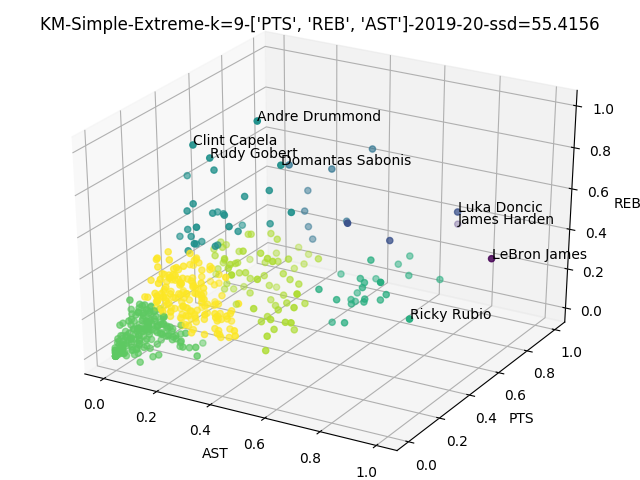 KM-Simple-Extreme-k=9-['PTS', 'REB', 'AST']-2019-20-ssd=55.4156
Andre Drummond
Clint Capela
Rudy Gobert
Domantas Sabonis
Luka Doncic
James Harden
LeBron James
Ricky Rubio
1.0
0.8
0.6
0.4
0.2
0.0
REB
0.0
0.2
0.4
0.6
0.8
1.0
AST
0.0
0.2
0.4
0.6
0.8
1.0
PTS